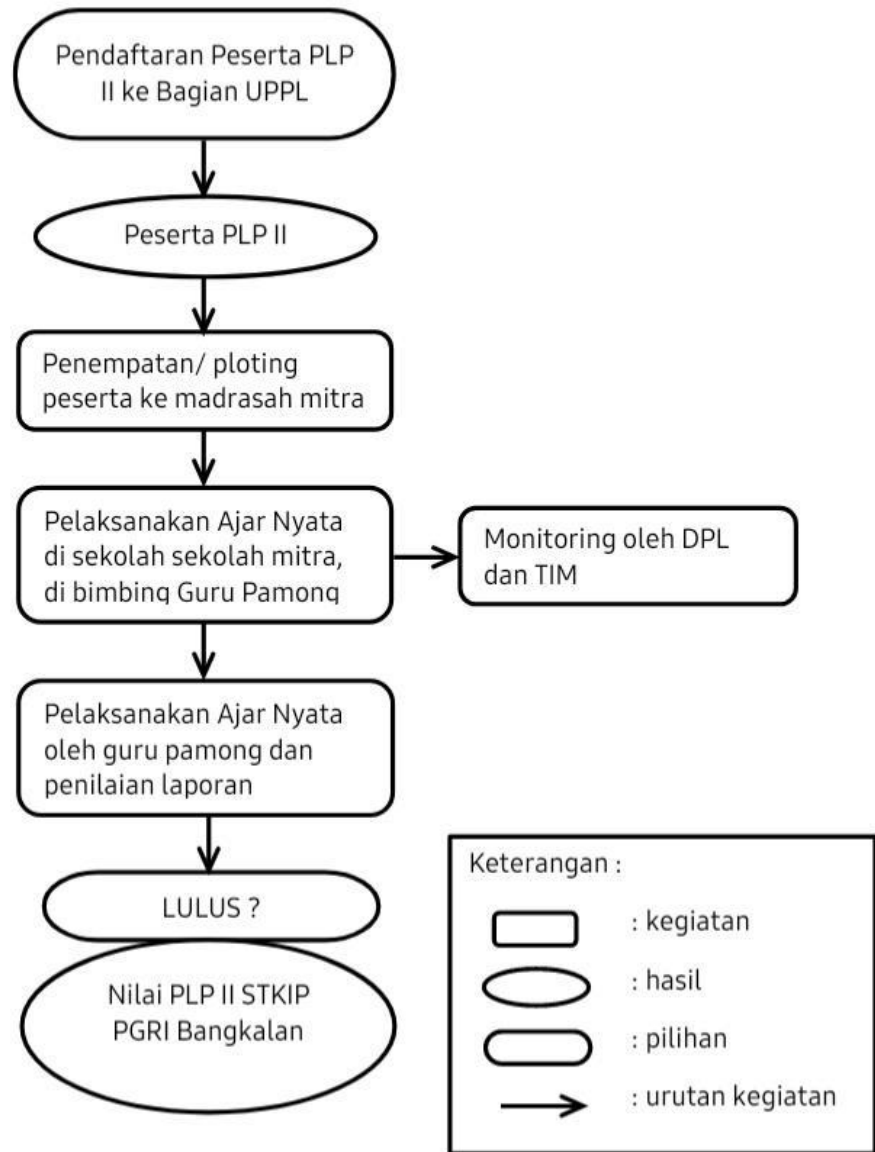 Pendaftaran Peserta PLP
II ke Bagian UPPL
Peserta PLP II
Penempatan/ ploting
peserta ke madrasah mitra
Pelaksanakan Ajar Nyata
di sekolah sekolah mitra,
di bimbing Guru Pamong
Monitoring oleh DPL
dan TIM
Pelaksanakan Ajar Nyata
oleh guru pamong dan
penilaian laporan
LULUS ?
Nilai PLP II STKIP
PGRI Bangkalan
Keterangan :
: kegiatan
: hasil
: pilihan
: urutan kegiatan